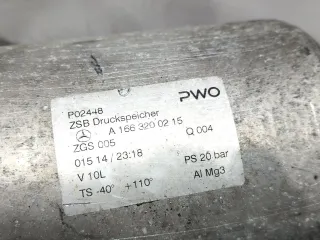 P02448 PWO
ZSB Druckspeicher
A 166 320 02 15 Q 004
ZGS 005
015 14 / 23:18 PS 20 bar
V 10L Al Mg3
TS -40° +110°